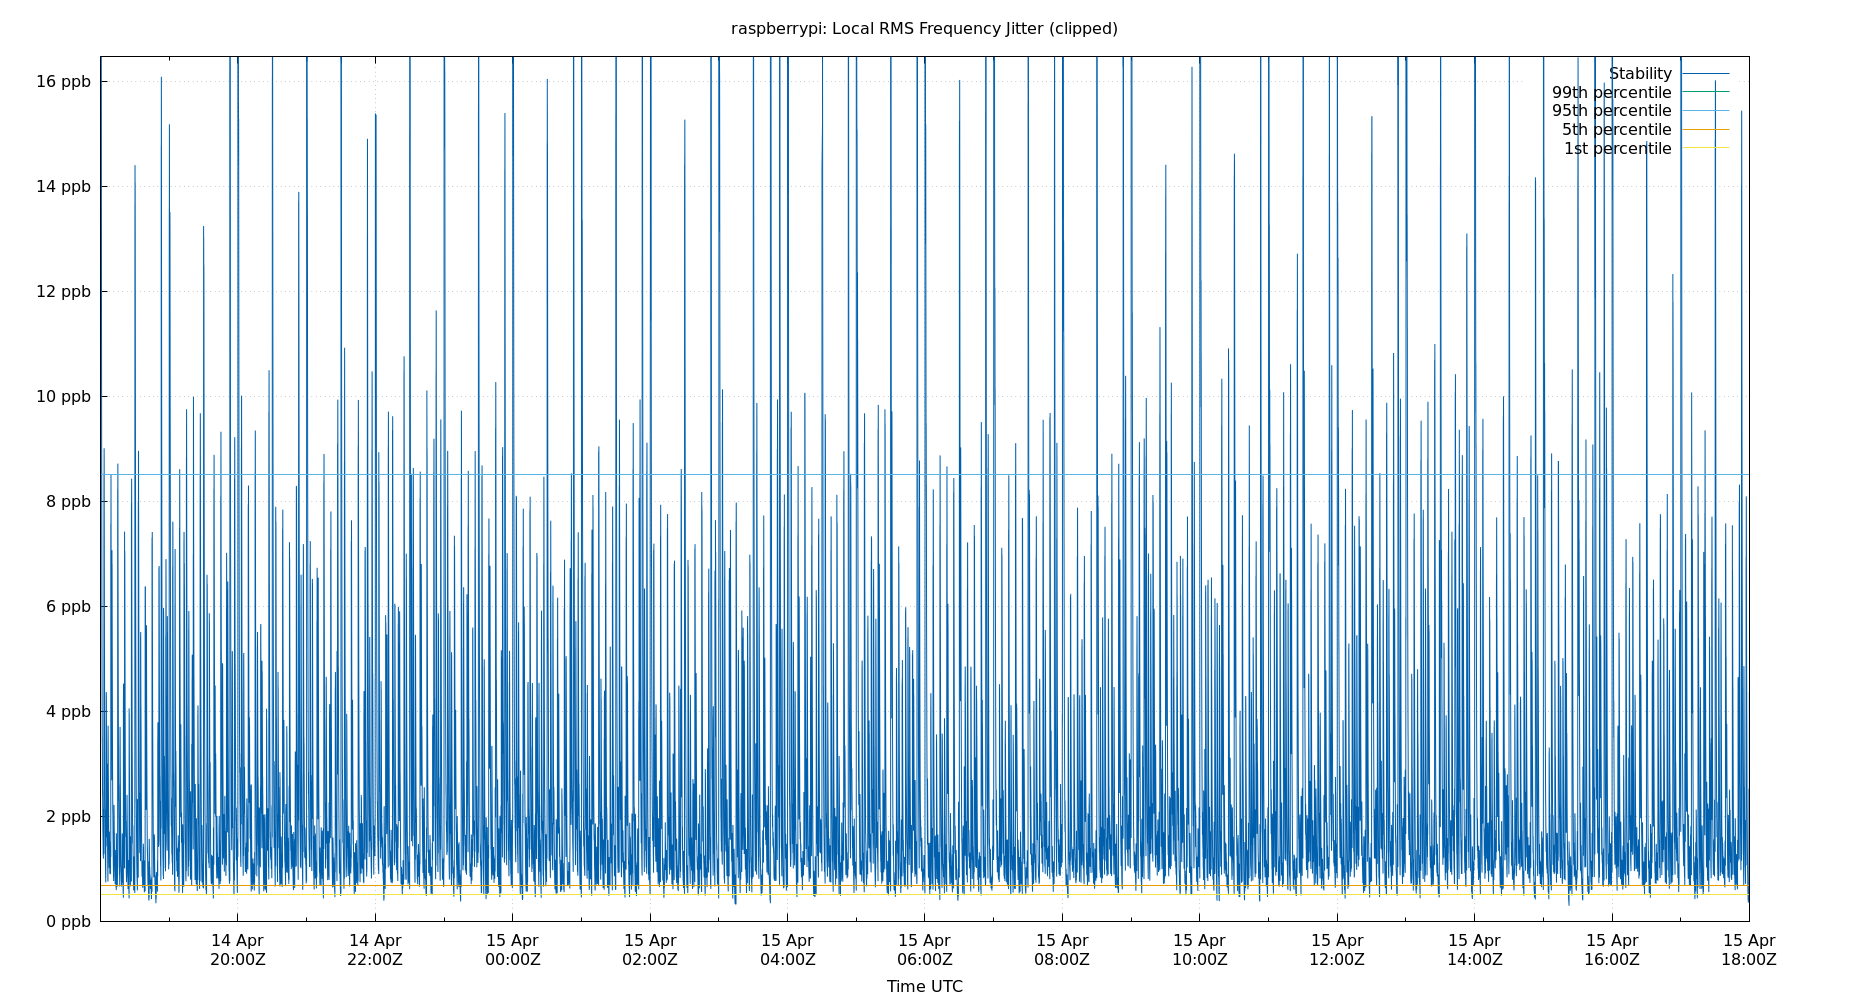 raspberrypi: Local RMS Frequency Jitter (clipped)
16 ppb
14 ppb
12 ppb
10 ppb
8 ppb
6 ppb
4 ppb
2 ppb
0 ppb
Stability
99th percentile
95th percentile
5th percentile
1st percentile
14 Apr
20:00Z
14 Apr
22:00Z
15 Apr
00:00Z
15 Apr
02:00Z
15 Apr
04:00Z
15 Apr
06:00Z
15 Apr
08:00Z
15 Apr
10:00Z
15 Apr
12:00Z
15 Apr
14:00Z
15 Apr
16:00Z
15 Apr
18:00Z
Time UTC